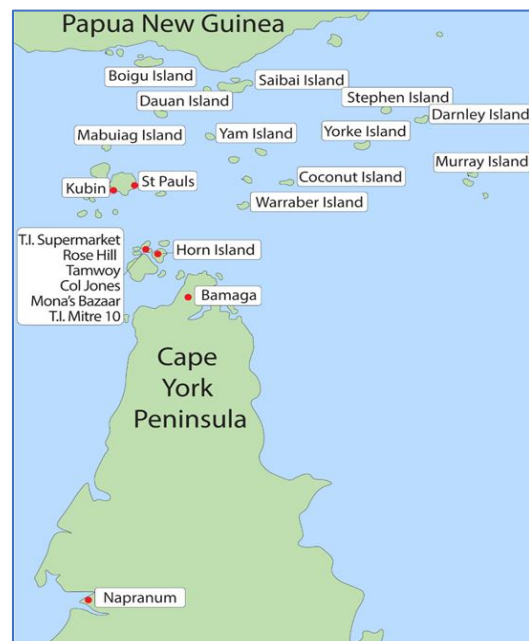 Papua New Guinea
Boigu Island
Saibai Island
Dauan Island
Stephen Island
Darnley Island
Mabuiag Island
Yam Island
Yorke Island
Murray Island
Kubin
St Pauls
Coconut Island
Warraber Island
T.I. Supermarket
Rose Hill
Tamwoy
Col Jones
Mona's Bazaar
T.I. Mitre 10
Horn Island
Bamaga
Cape
York
Peninsula
Napranum